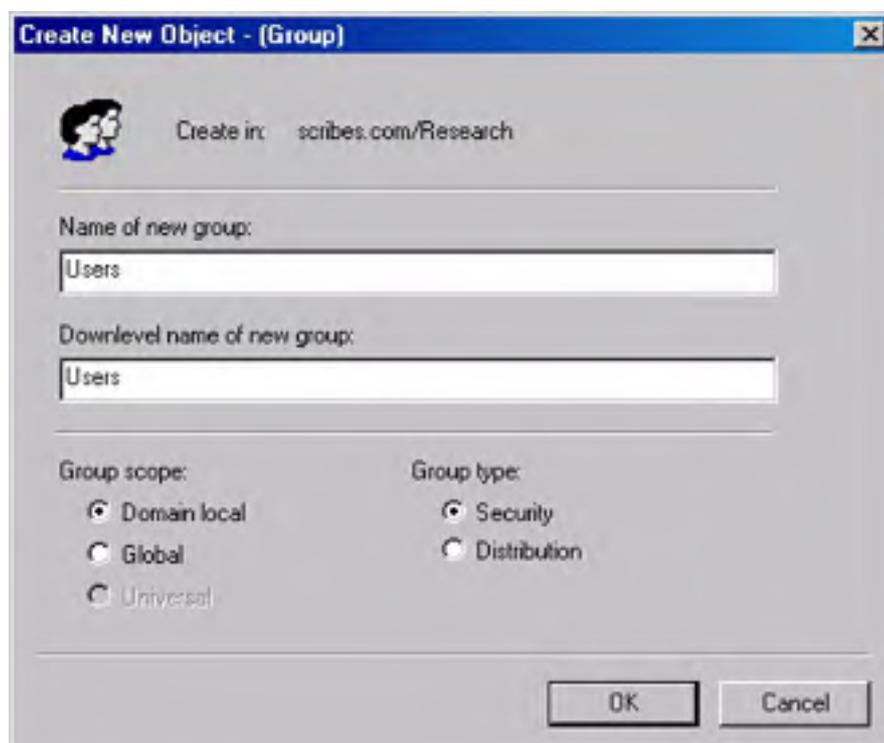 Create New Object - (Group)
Create in: scribes.com/Research
Name of new group:
Users
Downlevel name of new group:
Users
Group scope: Group type:
Domain local Security
Global Distribution
Universal
OK Cancel